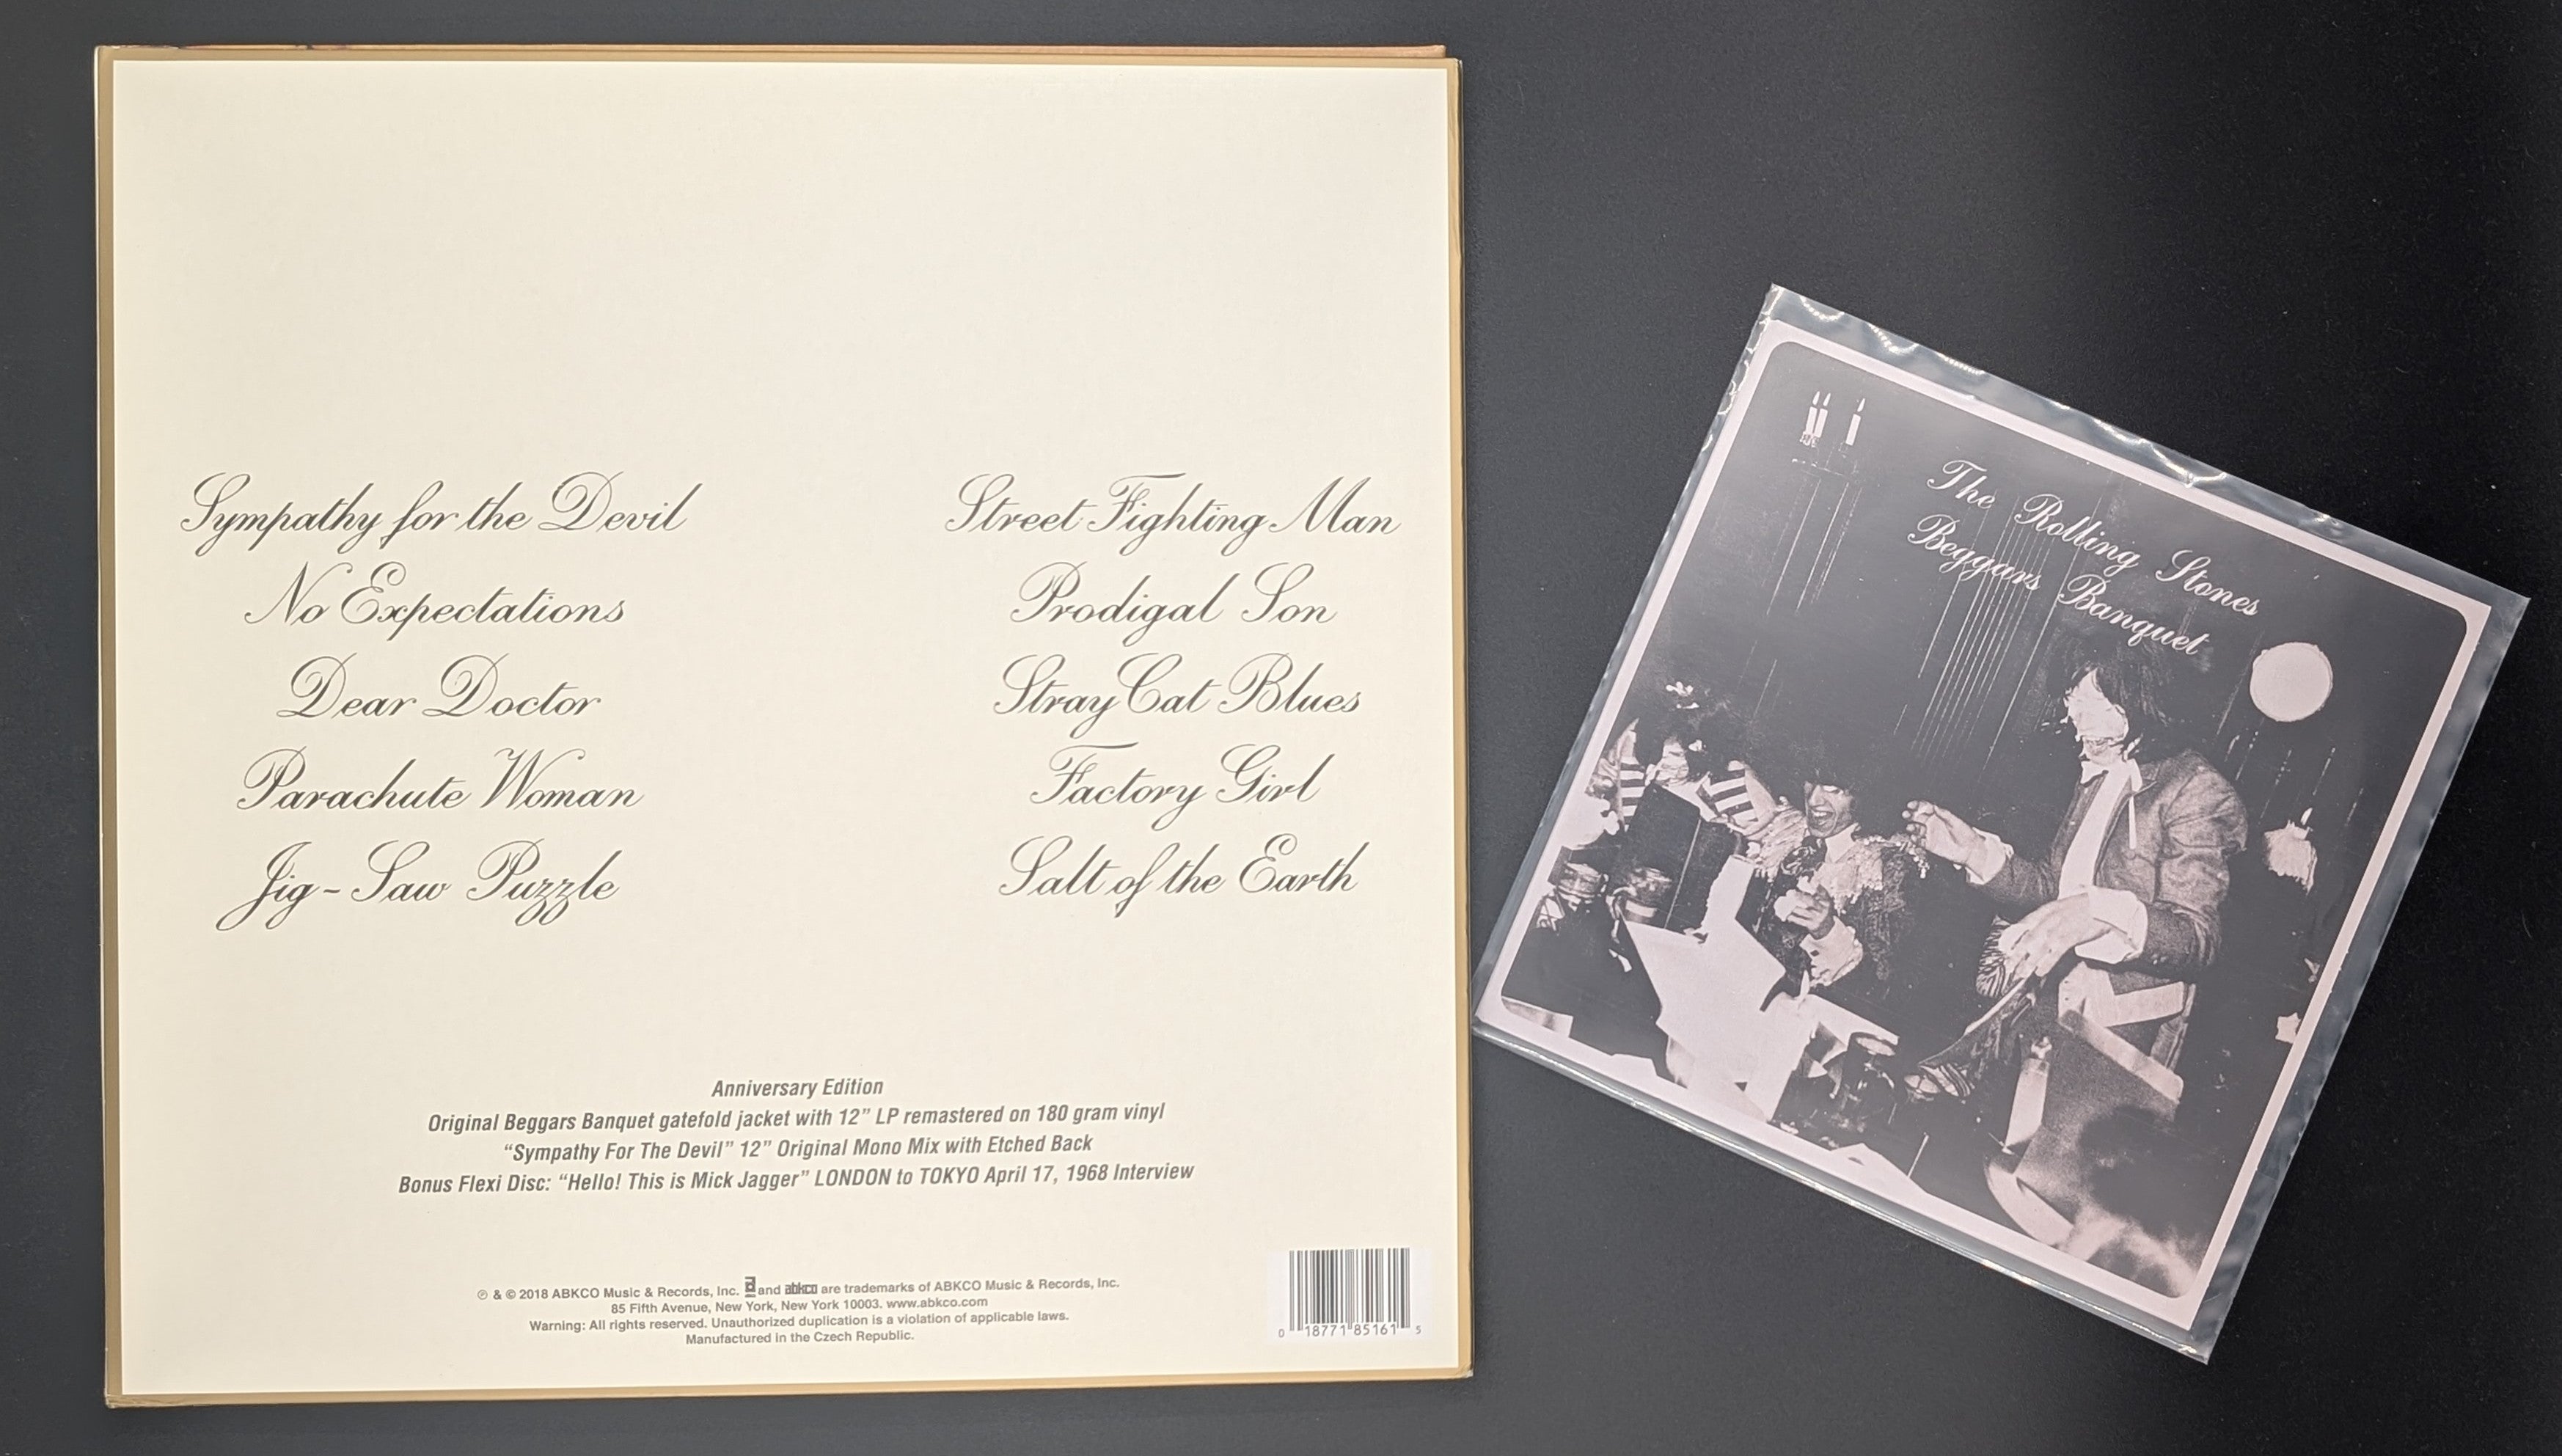 Sympathy for the Devil
No Expectations
Dear Doctor
Parachute Woman
Jig-Saw Puzzle
Street Fighting Man
Prodigal Son
Stray Cat Blues
Factory Girl
Salt of the Earth
Anniversary Edition
Original Beggars Banquet gatefold jacket with 12” LP remastered on 180 gram vinyl
“Sympathy For The Devil” 12” Original Mono Mix with Etched Back
Bonus Flexi Disc: “Hello! This is Mick Jagger” LONDON to TOKYO April 17, 1968 Interview
℗ & © 2018 ABKCO Music & Records, Inc. a and abkco are trademarks of ABKCO Music & Records, Inc.
85 Fifth Avenue, New York, New York 10003. www.abkco.com
Warning: All rights reserved. Unauthorized duplication is a violation of applicable laws.
Manufactured in the Czech Republic.
0 18771 85161 5
The Rolling Stones
Beggars Banquet